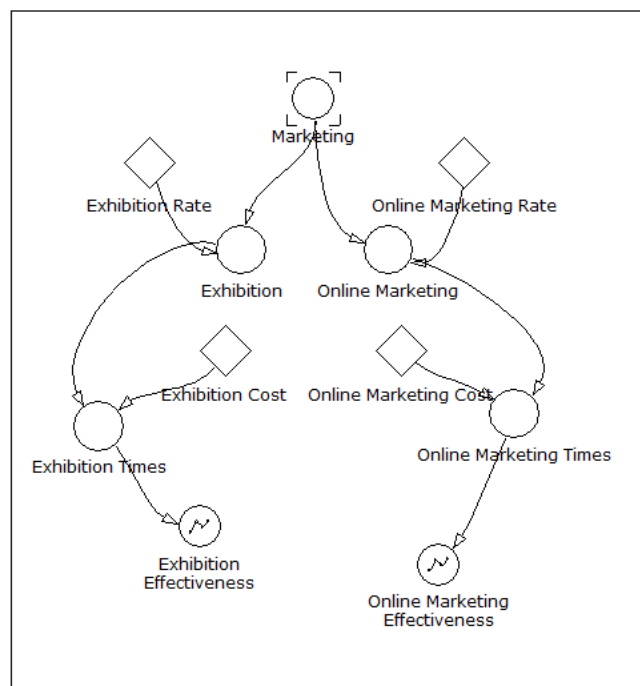 Marketing
Exhibition Rate
Online Marketing Rate
Exhibition
Online Marketing
Exhibition Cost
Online Marketing Cost
Exhibition Times
Online Marketing Times
Exhibition
Effectiveness
Online Marketing
Effectiveness